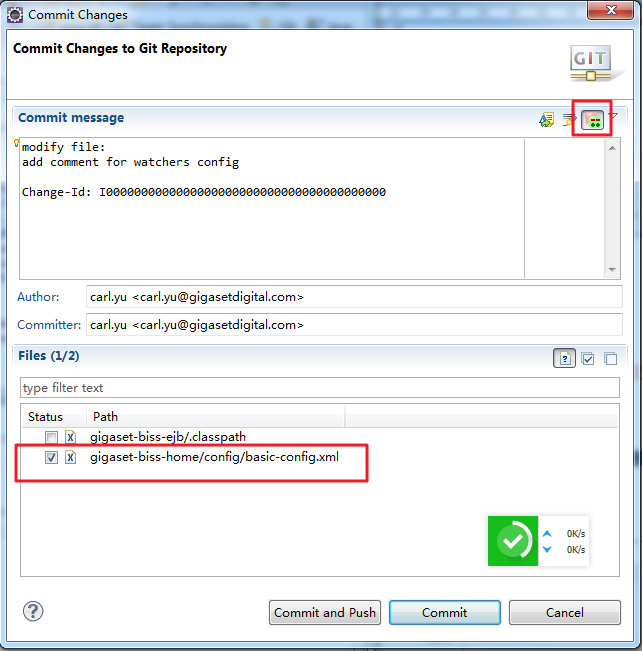 Commit Changes
Commit Changes to Git Repository
GIT
Commit message
modify file:
add comment for watchers config
Change-Id: I0000000000000000000000000000000000000000
Author:
carl.yu <carl.yu@gigasetdigital.com>
Committer:
carl.yu <carl.yu@gigasetdigital.com>
Files (1/2)
type filter text
Status Path
gigaset-biss-ejb/.classpath
gigaset-biss-home/config/basic-config.xml
0K/s
0K/s
Commit and Push
Commit
Cancel